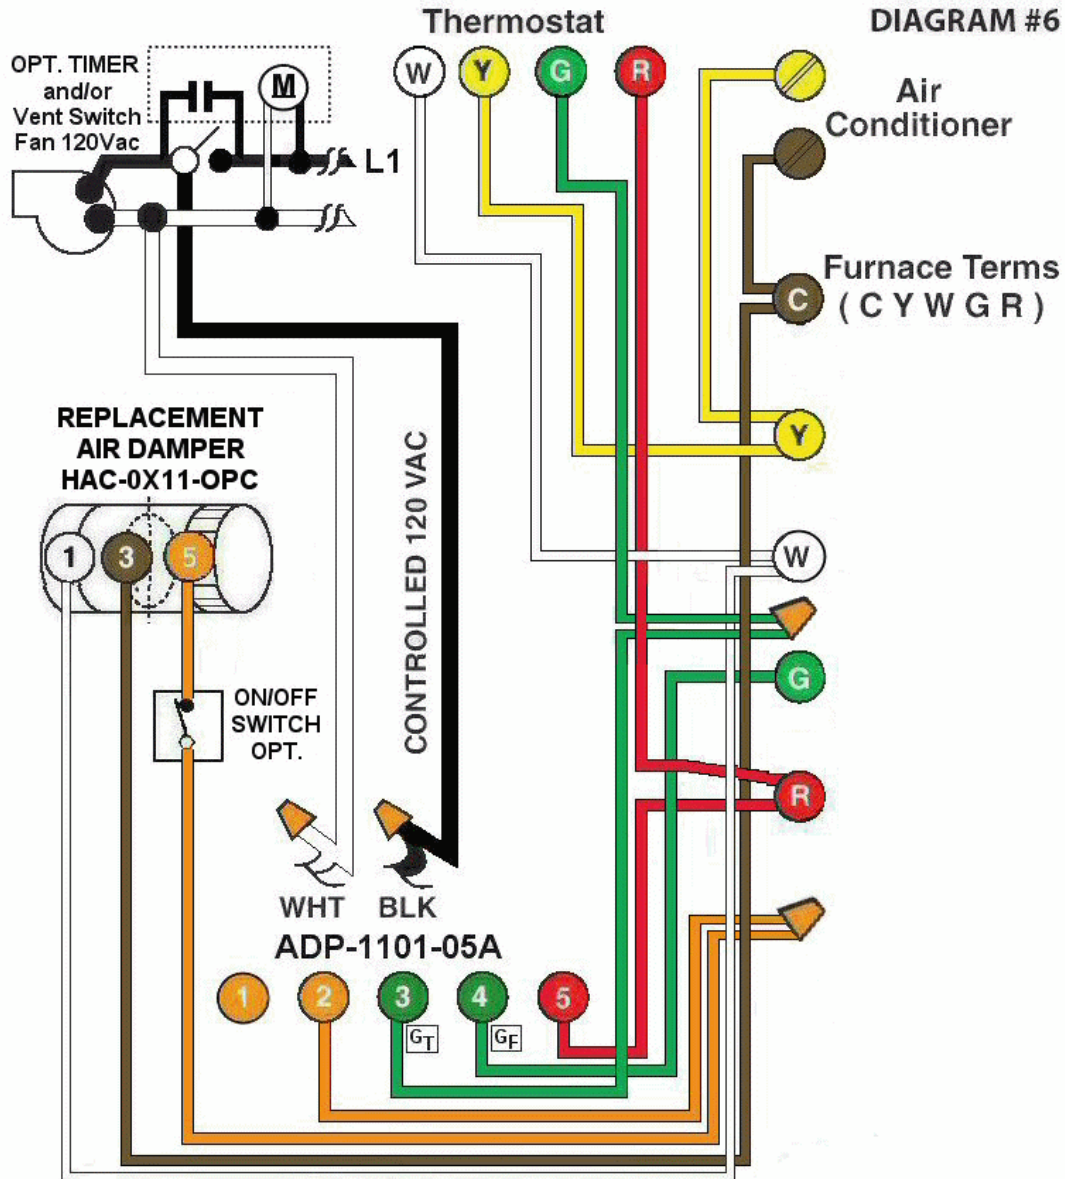 Thermostat
DIAGRAM #6
OPT. TIMER
and/or
Vent Switch
Fan 120Vac
M
W
Y
G
R
Air
Conditioner
L1
Furnace Terms
( C Y W G R )
C
REPLACEMENT
AIR DAMPER
HAC-0X11-OPC
Y
CONTROLLED 120 VAC
1
3
5
W
G
ON/OFF
SWITCH
OPT.
R
WHT
BLK
ADP-1101-05A
1
2
3
4
5
GT
GF